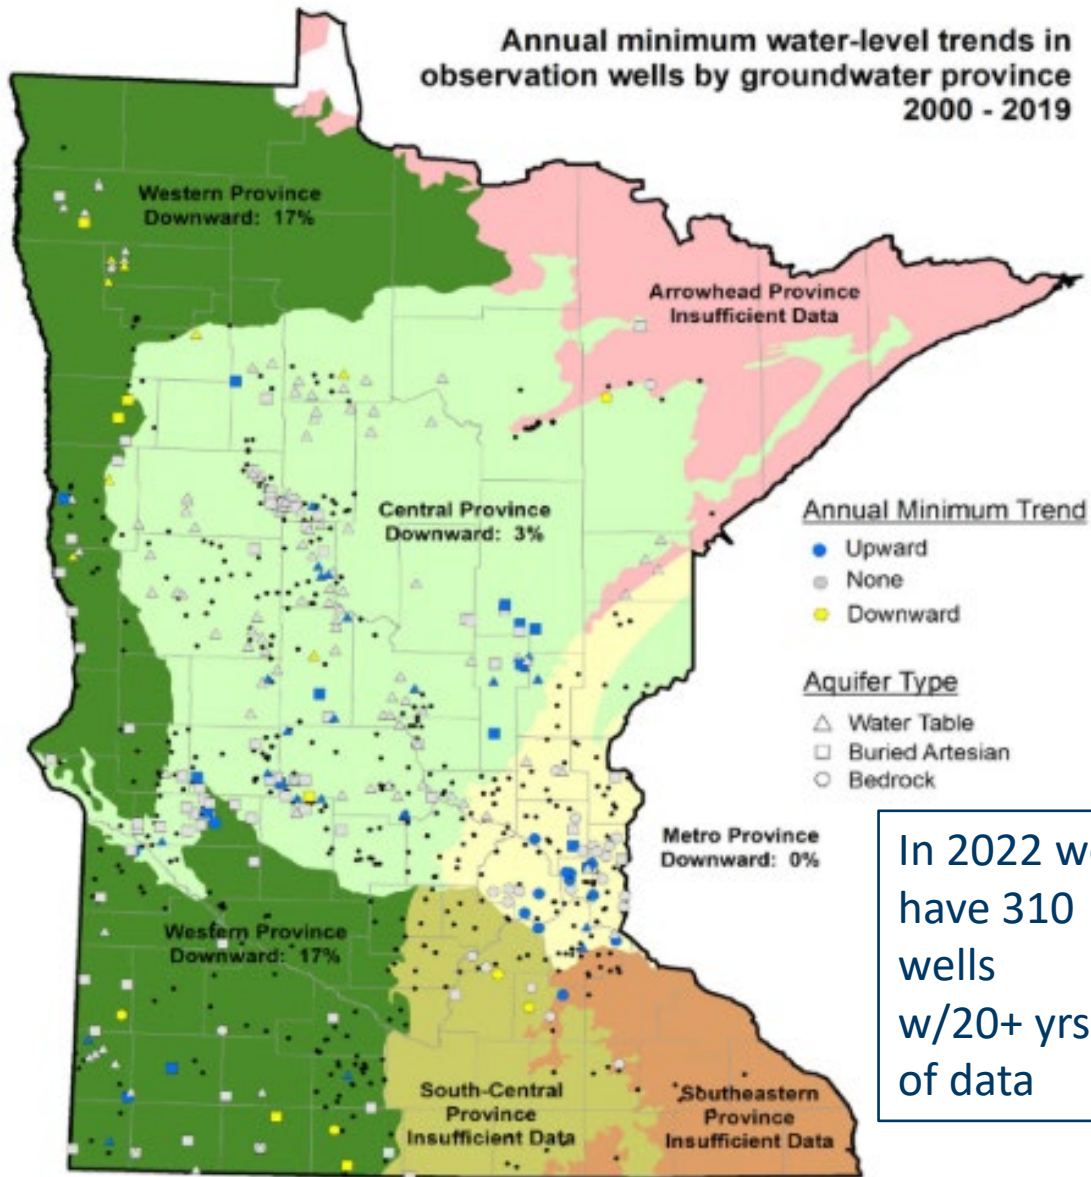 Annual minimum water-level trends in
observation wells by groundwater province
2000 - 2019
Western Province
Downward: 17%
Arrowhead Province
Insufficient Data
Central Province
Downward: 3%
Annual Minimum Trend
Upward
None
Downward
Aquifer Type
Water Table
Buried Artesian
Bedrock
Metro Province
Downward: 0%
In 2022 we
have 310
wells
w/20+ yrs
of data
Western Province
Downward: 17%
South-Central
Province
Insufficient Data
Southeastern
Province
Insufficient Data